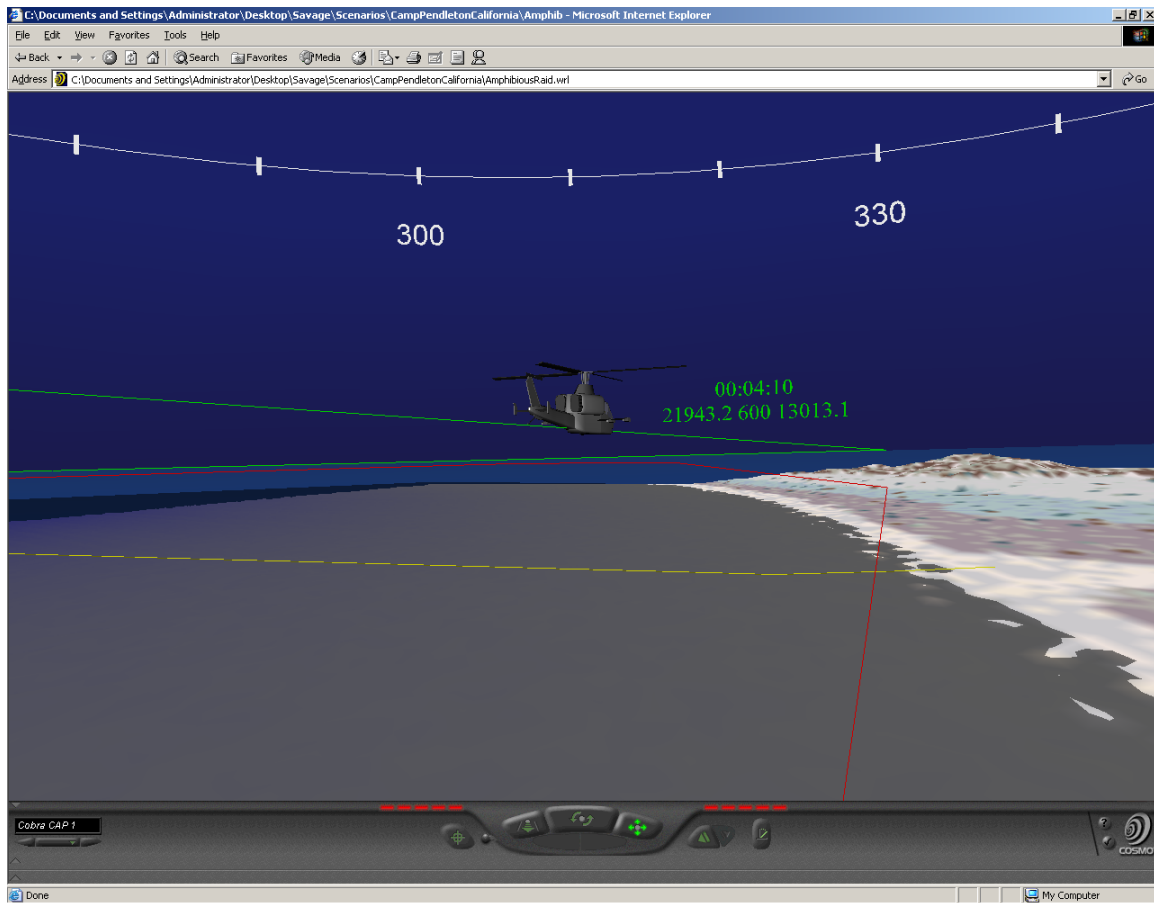 C:\Documents and Settings\Administrator\Desktop\Savage\Scenarios\CampPendletonCalifornia\Amphib - Microsoft Internet Explorer
File Edit View Favorites Tools Help
Back Search Favorites Media
Address C:\Documents and Settings\Administrator\Desktop\Savage\Scenarios\CampPendletonCalifornia\AmphibiousRaid.wrl Go
330
300
00:04:10
21943.2 600 13013.1
Cobra CAP 1
?
COSMO
Done My Computer